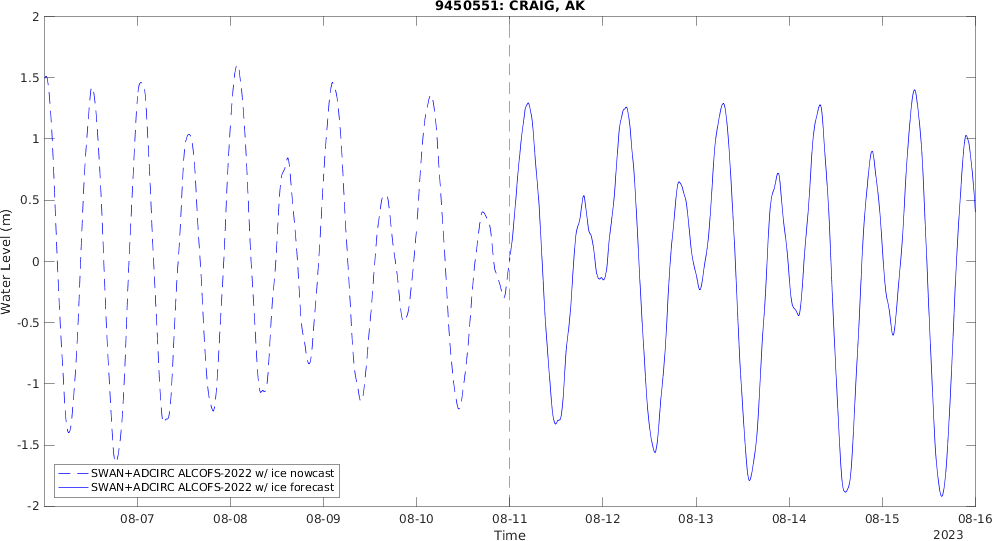 9450551: CRAIG, AK
Water Level (m)
2
1.5
1
0.5
0
-0.5
-1
-1.5
-2
SWAN+ADCIRC ALCOFS-2022 w/ ice nowcast
SWAN+ADCIRC ALCOFS-2022 w/ ice forecast
08-07 08-08 08-09 08-10 08-11 08-12 08-13 08-14 08-15 08-16
Time
2023